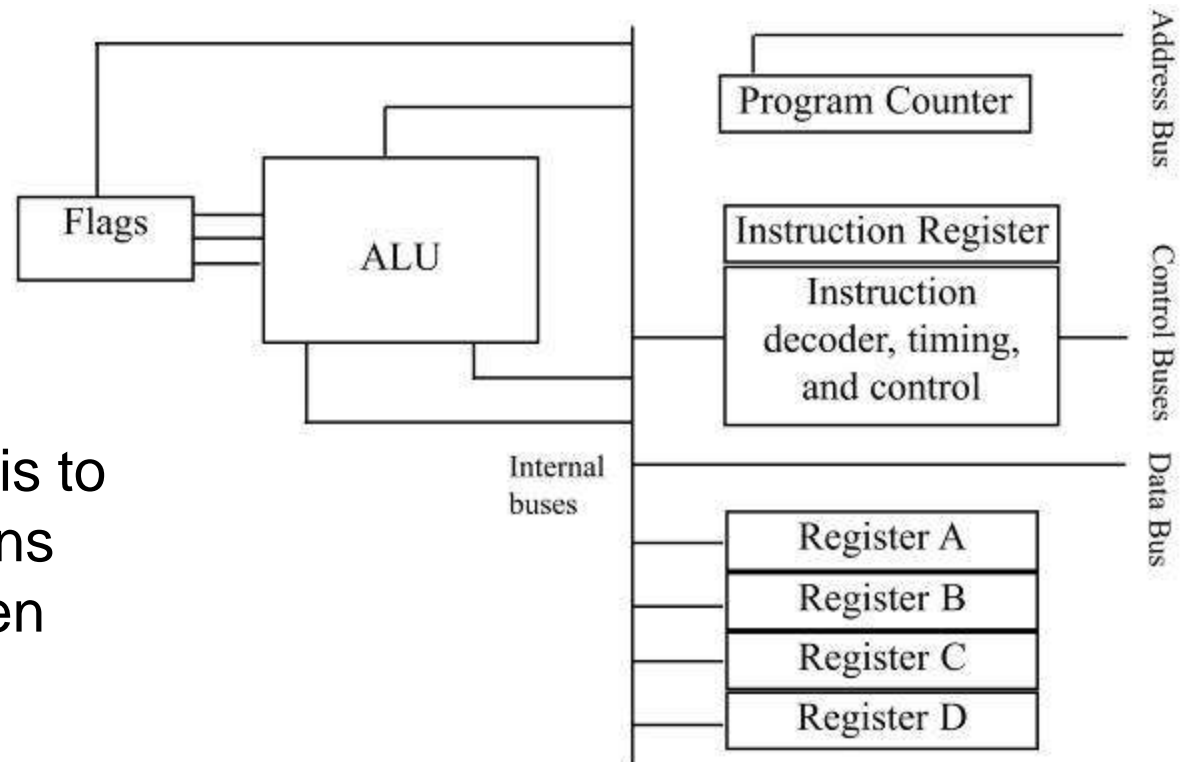 Address Bus
Program Counter
Flags
ALU
Instruction Register
Instruction
decoder, timing,
and control
Control Buses
is to
ns
en
Internal
buses
Data Bus
Register A
Register B
Register C
Register D